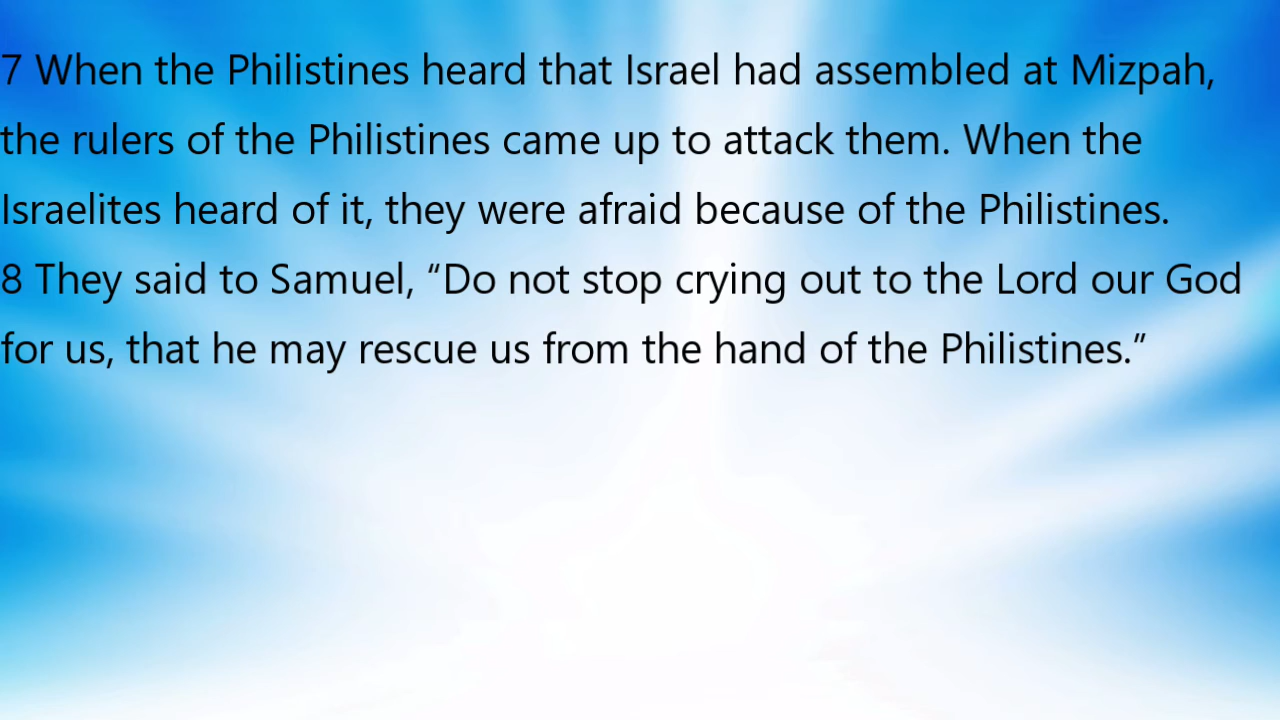 7 When the Philistines heard that Israel had assembled at Mizpah,
the rulers of the Philistines came up to attack them. When the
Israelites heard of it, they were afraid because of the Philistines.
8 They said to Samuel, “Do not stop crying out to the Lord our God
for us, that he may rescue us from the hand of the Philistines.”